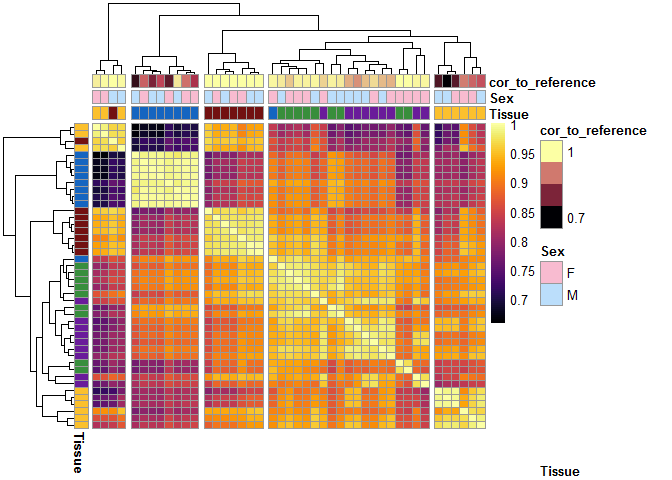 cor_to_reference
Sex
Tissue
1
0.95
0.9
0.85
0.8
0.75
0.7
cor_to_reference
1
0.7
Sex
F
M
Tissue
Tissue